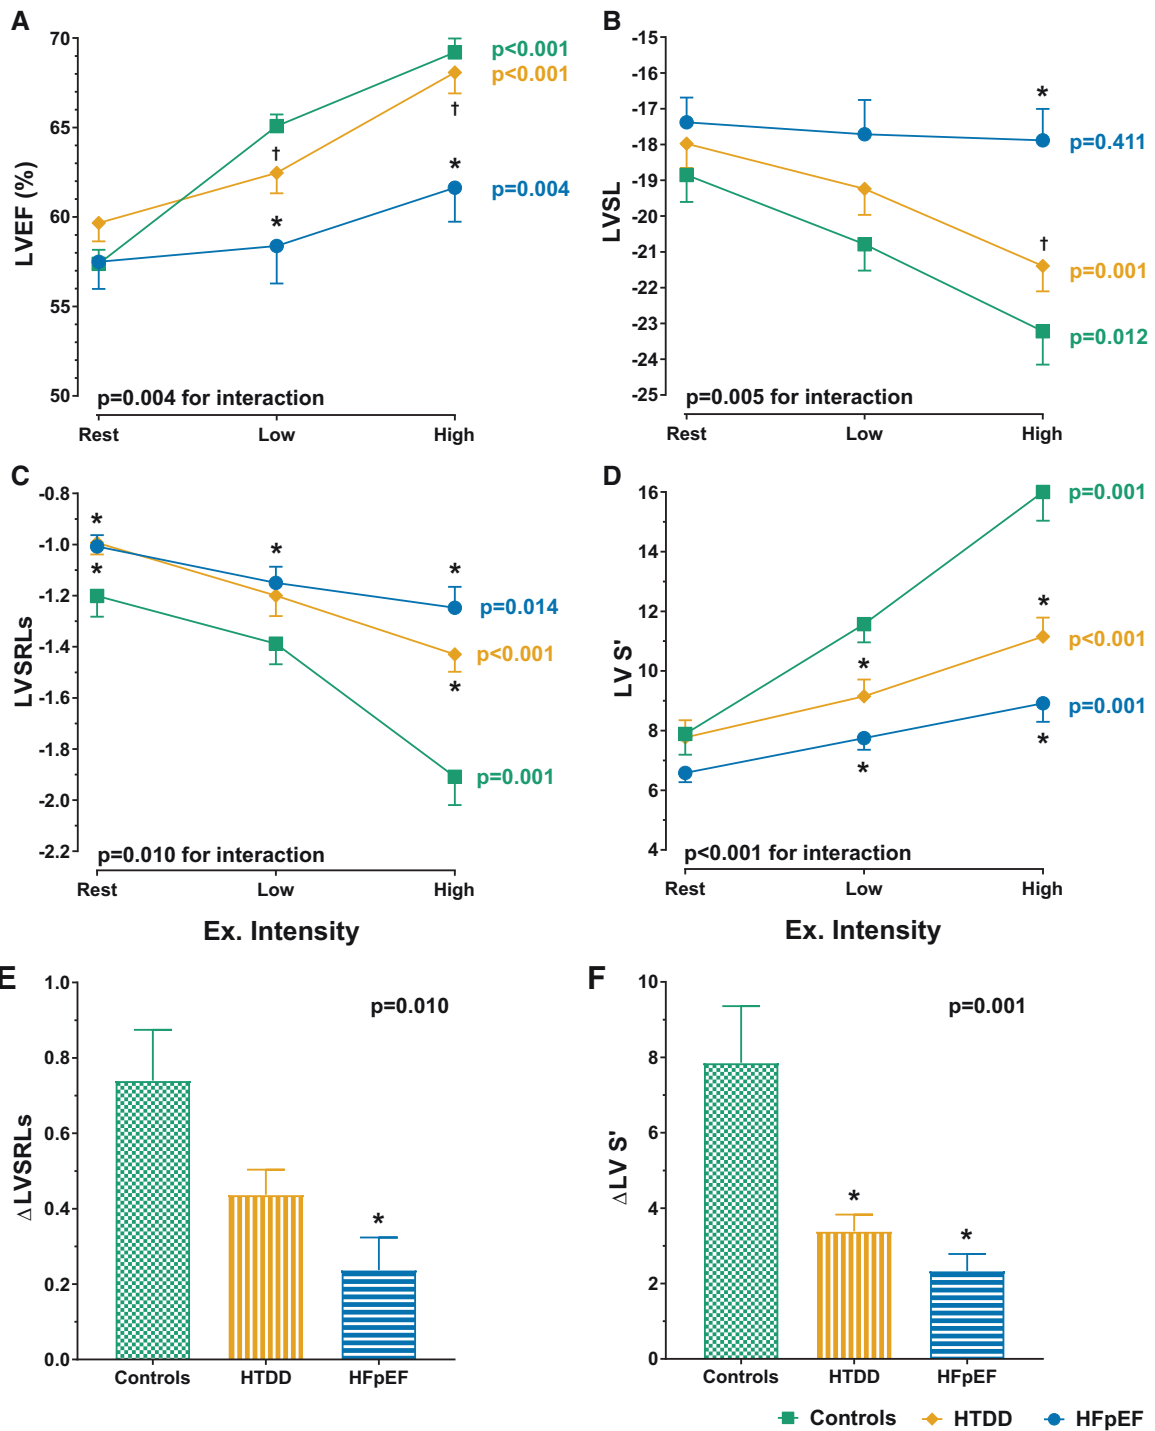 A
LVEF (%)
70
65
60
55
50
p<0.001
p<0.001
†
†
*
*
p=0.004
p=0.004 for interaction
Rest
Low
High
B
LVSL
-15
-16
-17
-18
-19
-20
-21
-22
-23
-24
-25
*
p=0.411
†
p=0.001
p=0.012
p=0.005 for interaction
Rest
Low
High
C
LVSRLs
-0.8
-1.0
-1.2
-1.4
-1.6
-1.8
-2.0
-2.2
*
*
*
*
p=0.014
p<0.001
*
p=0.001
p=0.010 for interaction
Rest
Low
High
Ex. Intensity
D
LV S'
16
14
12
10
8
6
4
p=0.001
*
*
p<0.001
p=0.001
*
*
p<0.001 for interaction
Rest
Low
High
Ex. Intensity
E
ΔLVSRLs
1.0
0.8
0.6
0.4
0.2
0.0
p=0.010
*
Controls
HTDD
HFpEF
F
ΔLV S'
10
8
6
4
2
0
p=0.001
*
*
Controls
HTDD
HFpEF
Controls HTDD HFpEF